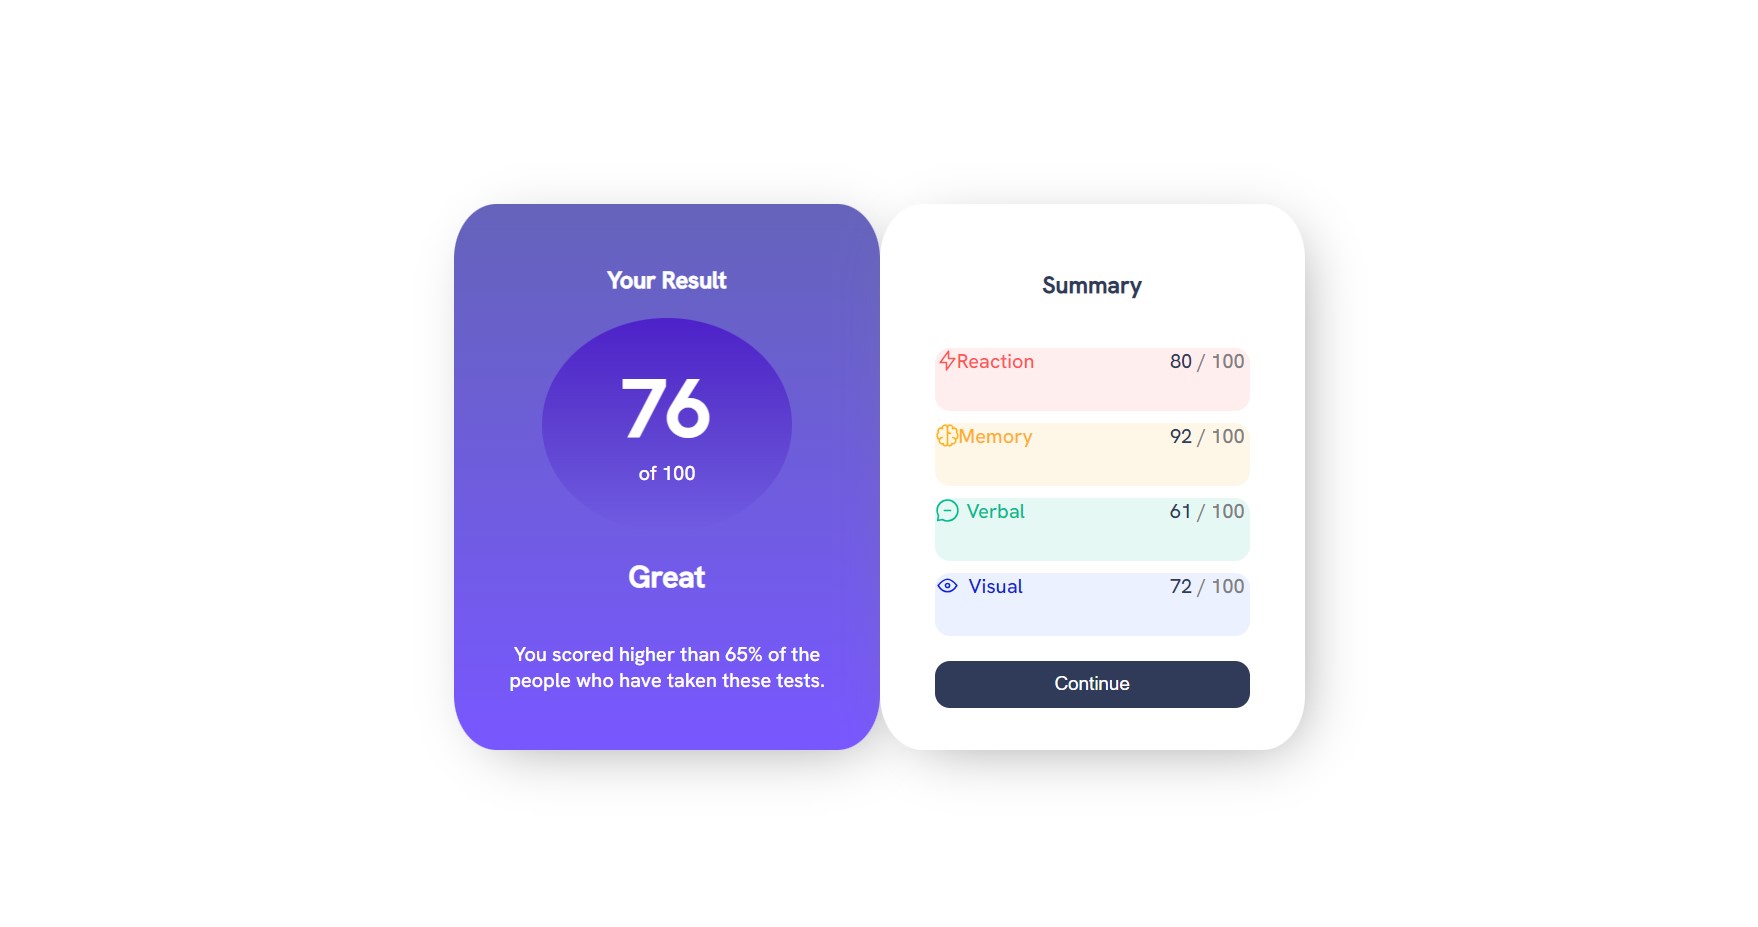 Your Result
76
of 100
Great
You scored higher than 65% of the
people who have taken these tests.
Summary
Reaction 80 / 100
Memory 92 / 100
Verbal 61 / 100
Visual 72 / 100
Continue